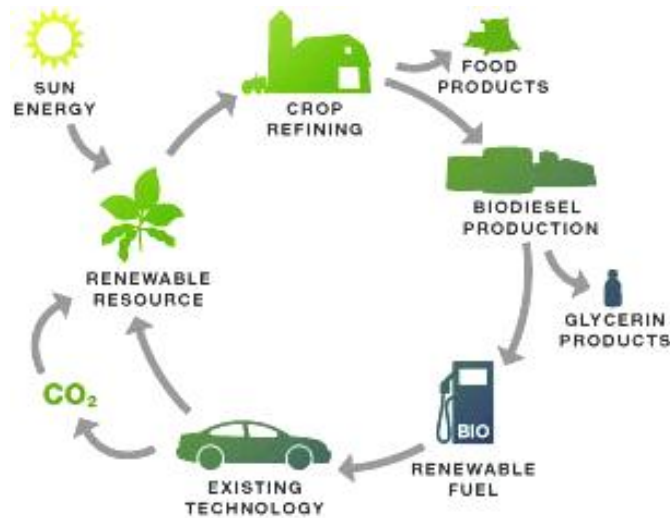 SUN
ENERGY
CROP
REFINING
FOOD
PRODUCTS
BIODIESEL
PRODUCTION
GLYCERIN
PRODUCTS
BIO
RENEWABLE
FUEL
EXISTING
TECHNOLOGY
CO₂
RENEWABLE
RESOURCE